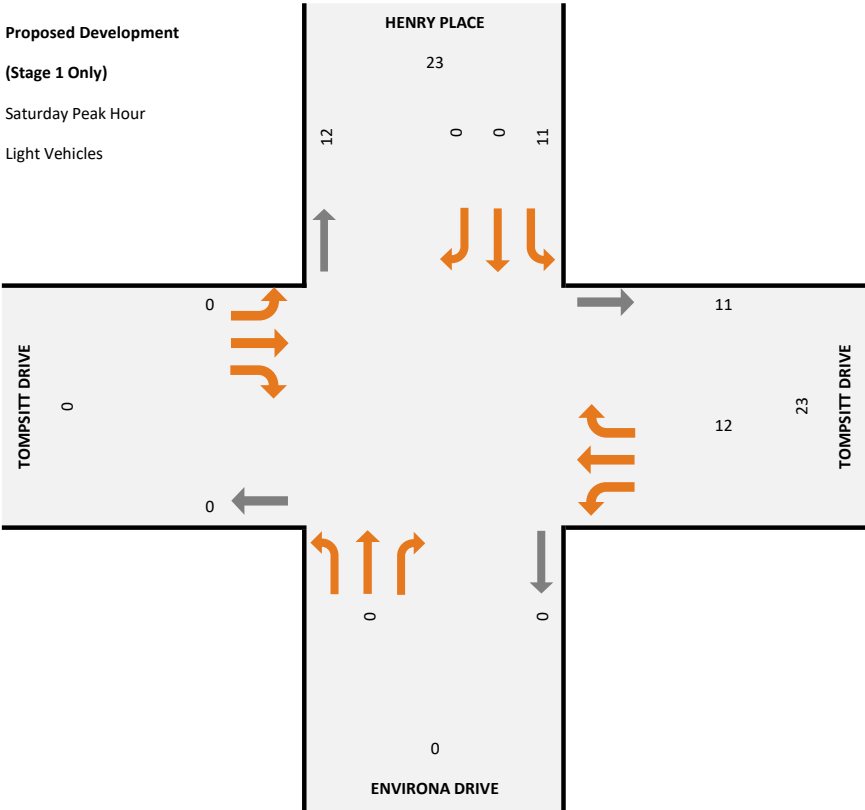 Proposed Development
(Stage 1 Only)
Saturday Peak Hour
Light Vehicles
HENRY PLACE
23
12
0
0
11
0
11
TOMPSITT DRIVE
0
0
12
23
TOMPSITT DRIVE
0
0
0
ENVIRONA DRIVE